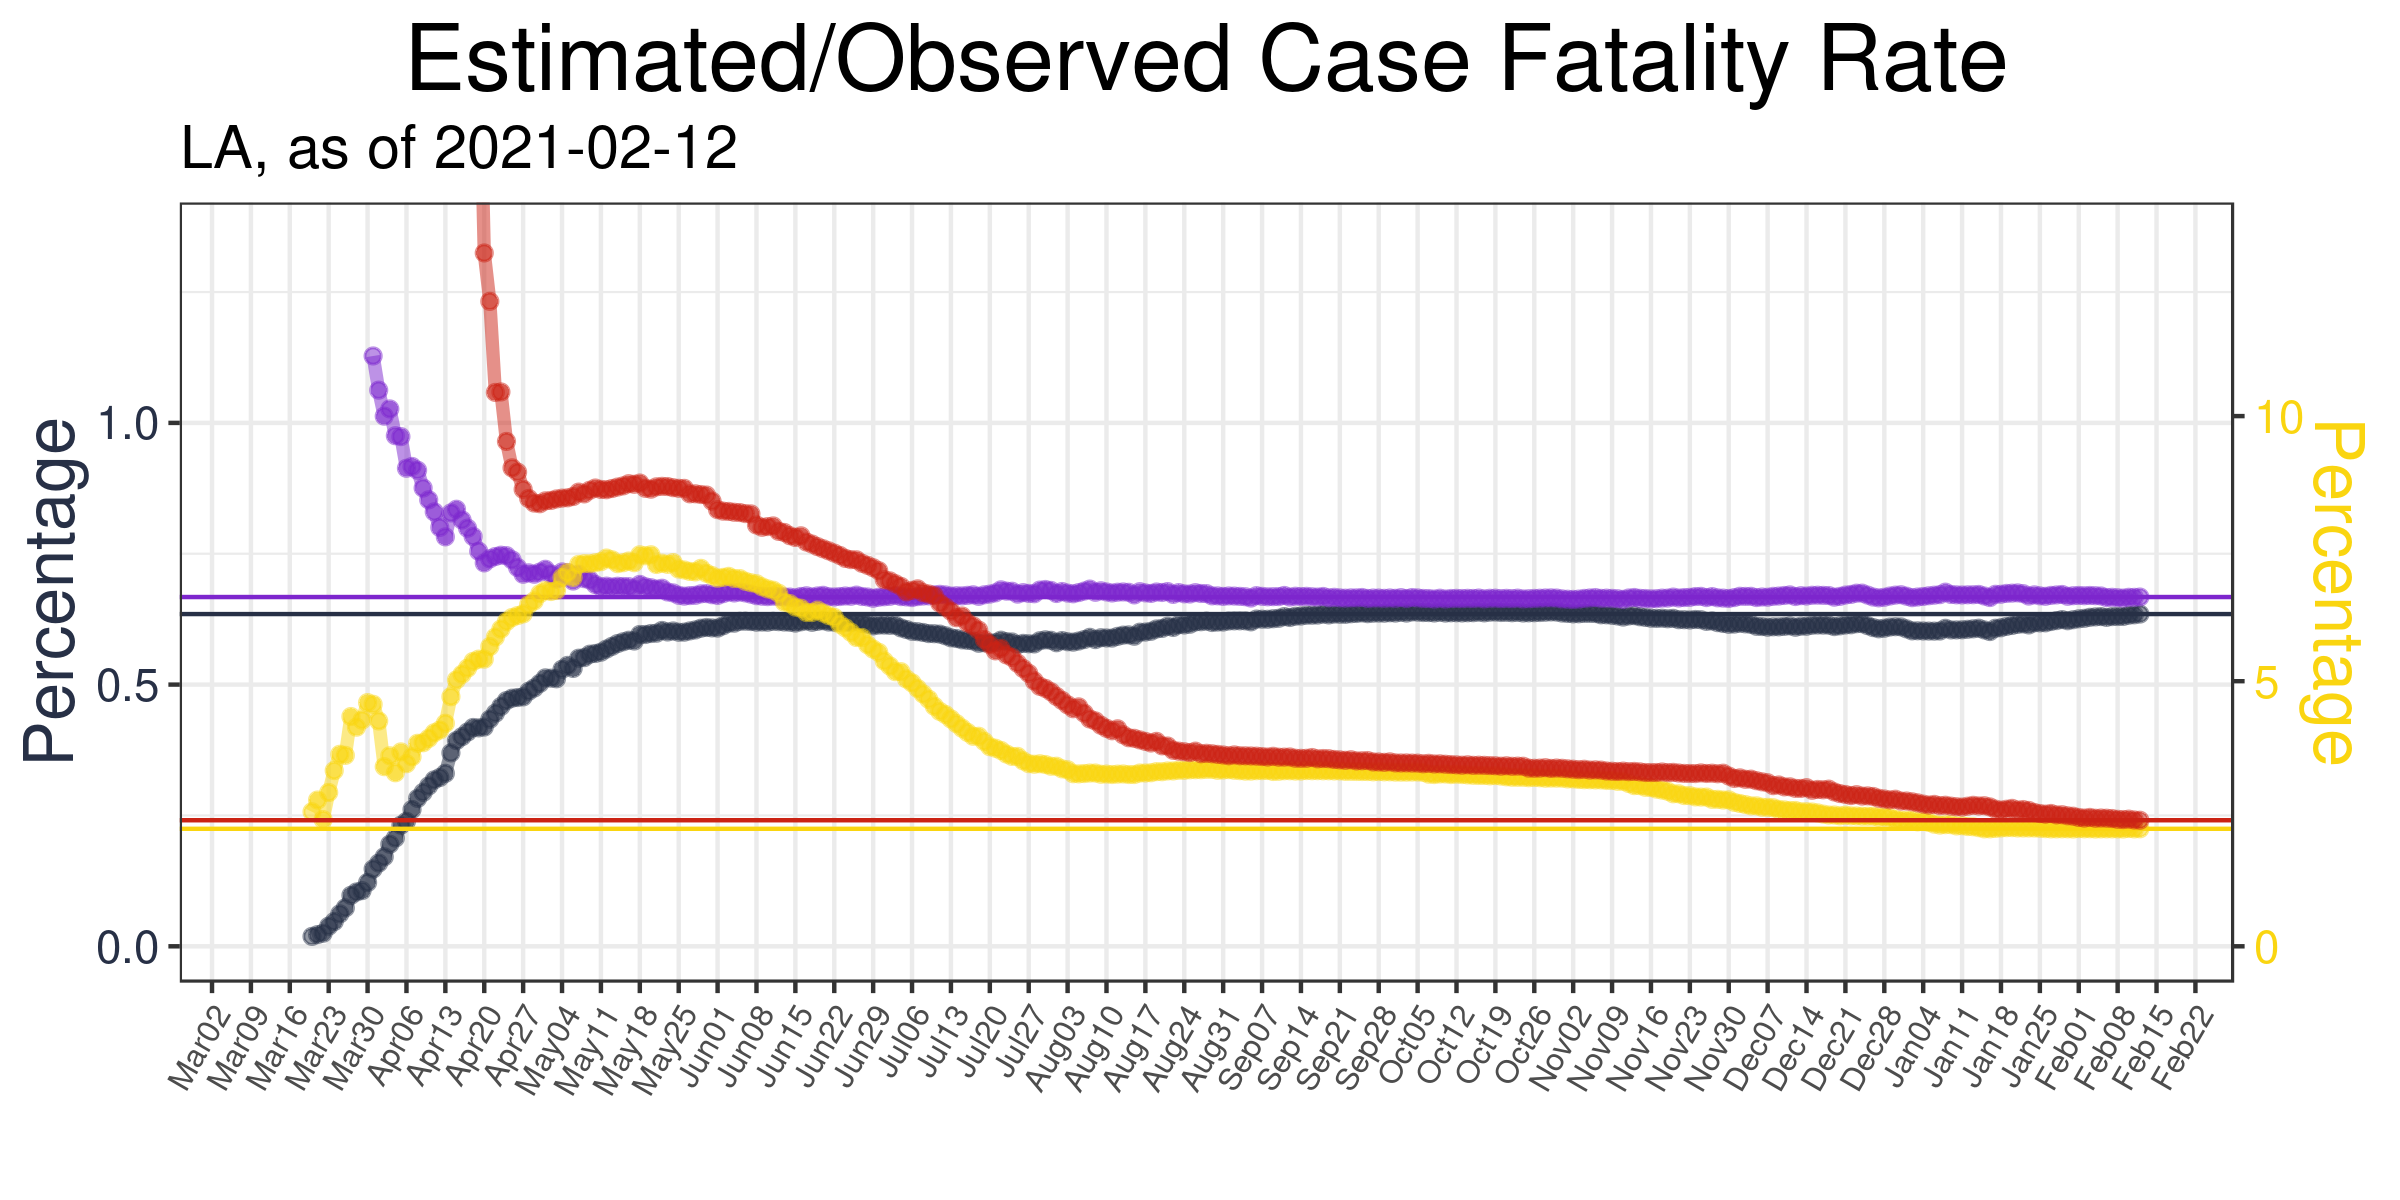 Estimated/Observed Case Fatality Rate
LA, as of 2021-02-12
Percentage
1.0
0.5
0.0
10
5
0
Percentage
Mar02
Mar09
Mar16
Mar23
Mar30
Apr06
Apr13
Apr20
Apr27
May04
May11
May18
May25
Jun01
Jun08
Jun15
Jun22
Jun29
Jul06
Jul13
Jul20
Jul27
Aug03
Aug10
Aug17
Aug24
Aug31
Sep07
Sep14
Sep21
Sep28
Oct05
Oct12
Oct19
Oct26
Nov02
Nov09
Nov16
Nov23
Nov30
Dec07
Dec14
Dec21
Dec28
Jan04
Jan11
Jan18
Jan25
Feb01
Feb08
Feb15
Feb22